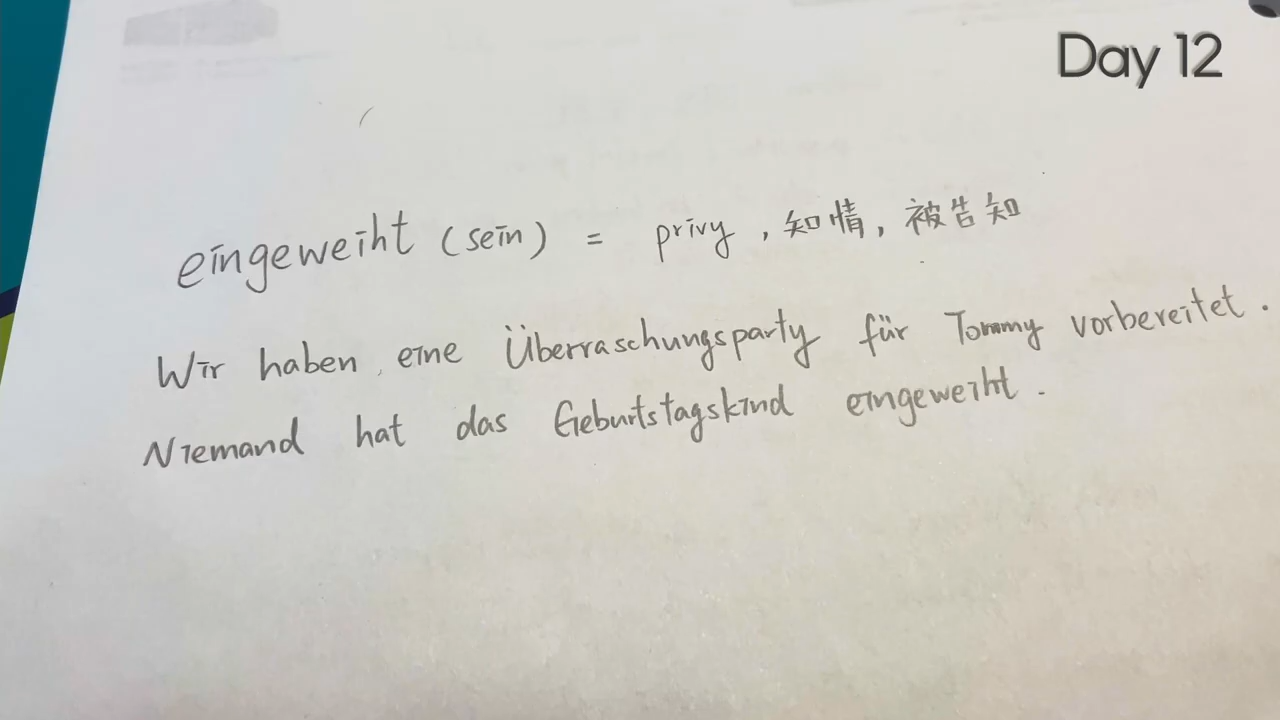 Day 12
eingeweiht (sein) = privy, 知情, 被告知
Wir haben eine Überraschungsparty für Tommy vorbereitet.
Niemand hat das Geburtstagskind eingeweiht.